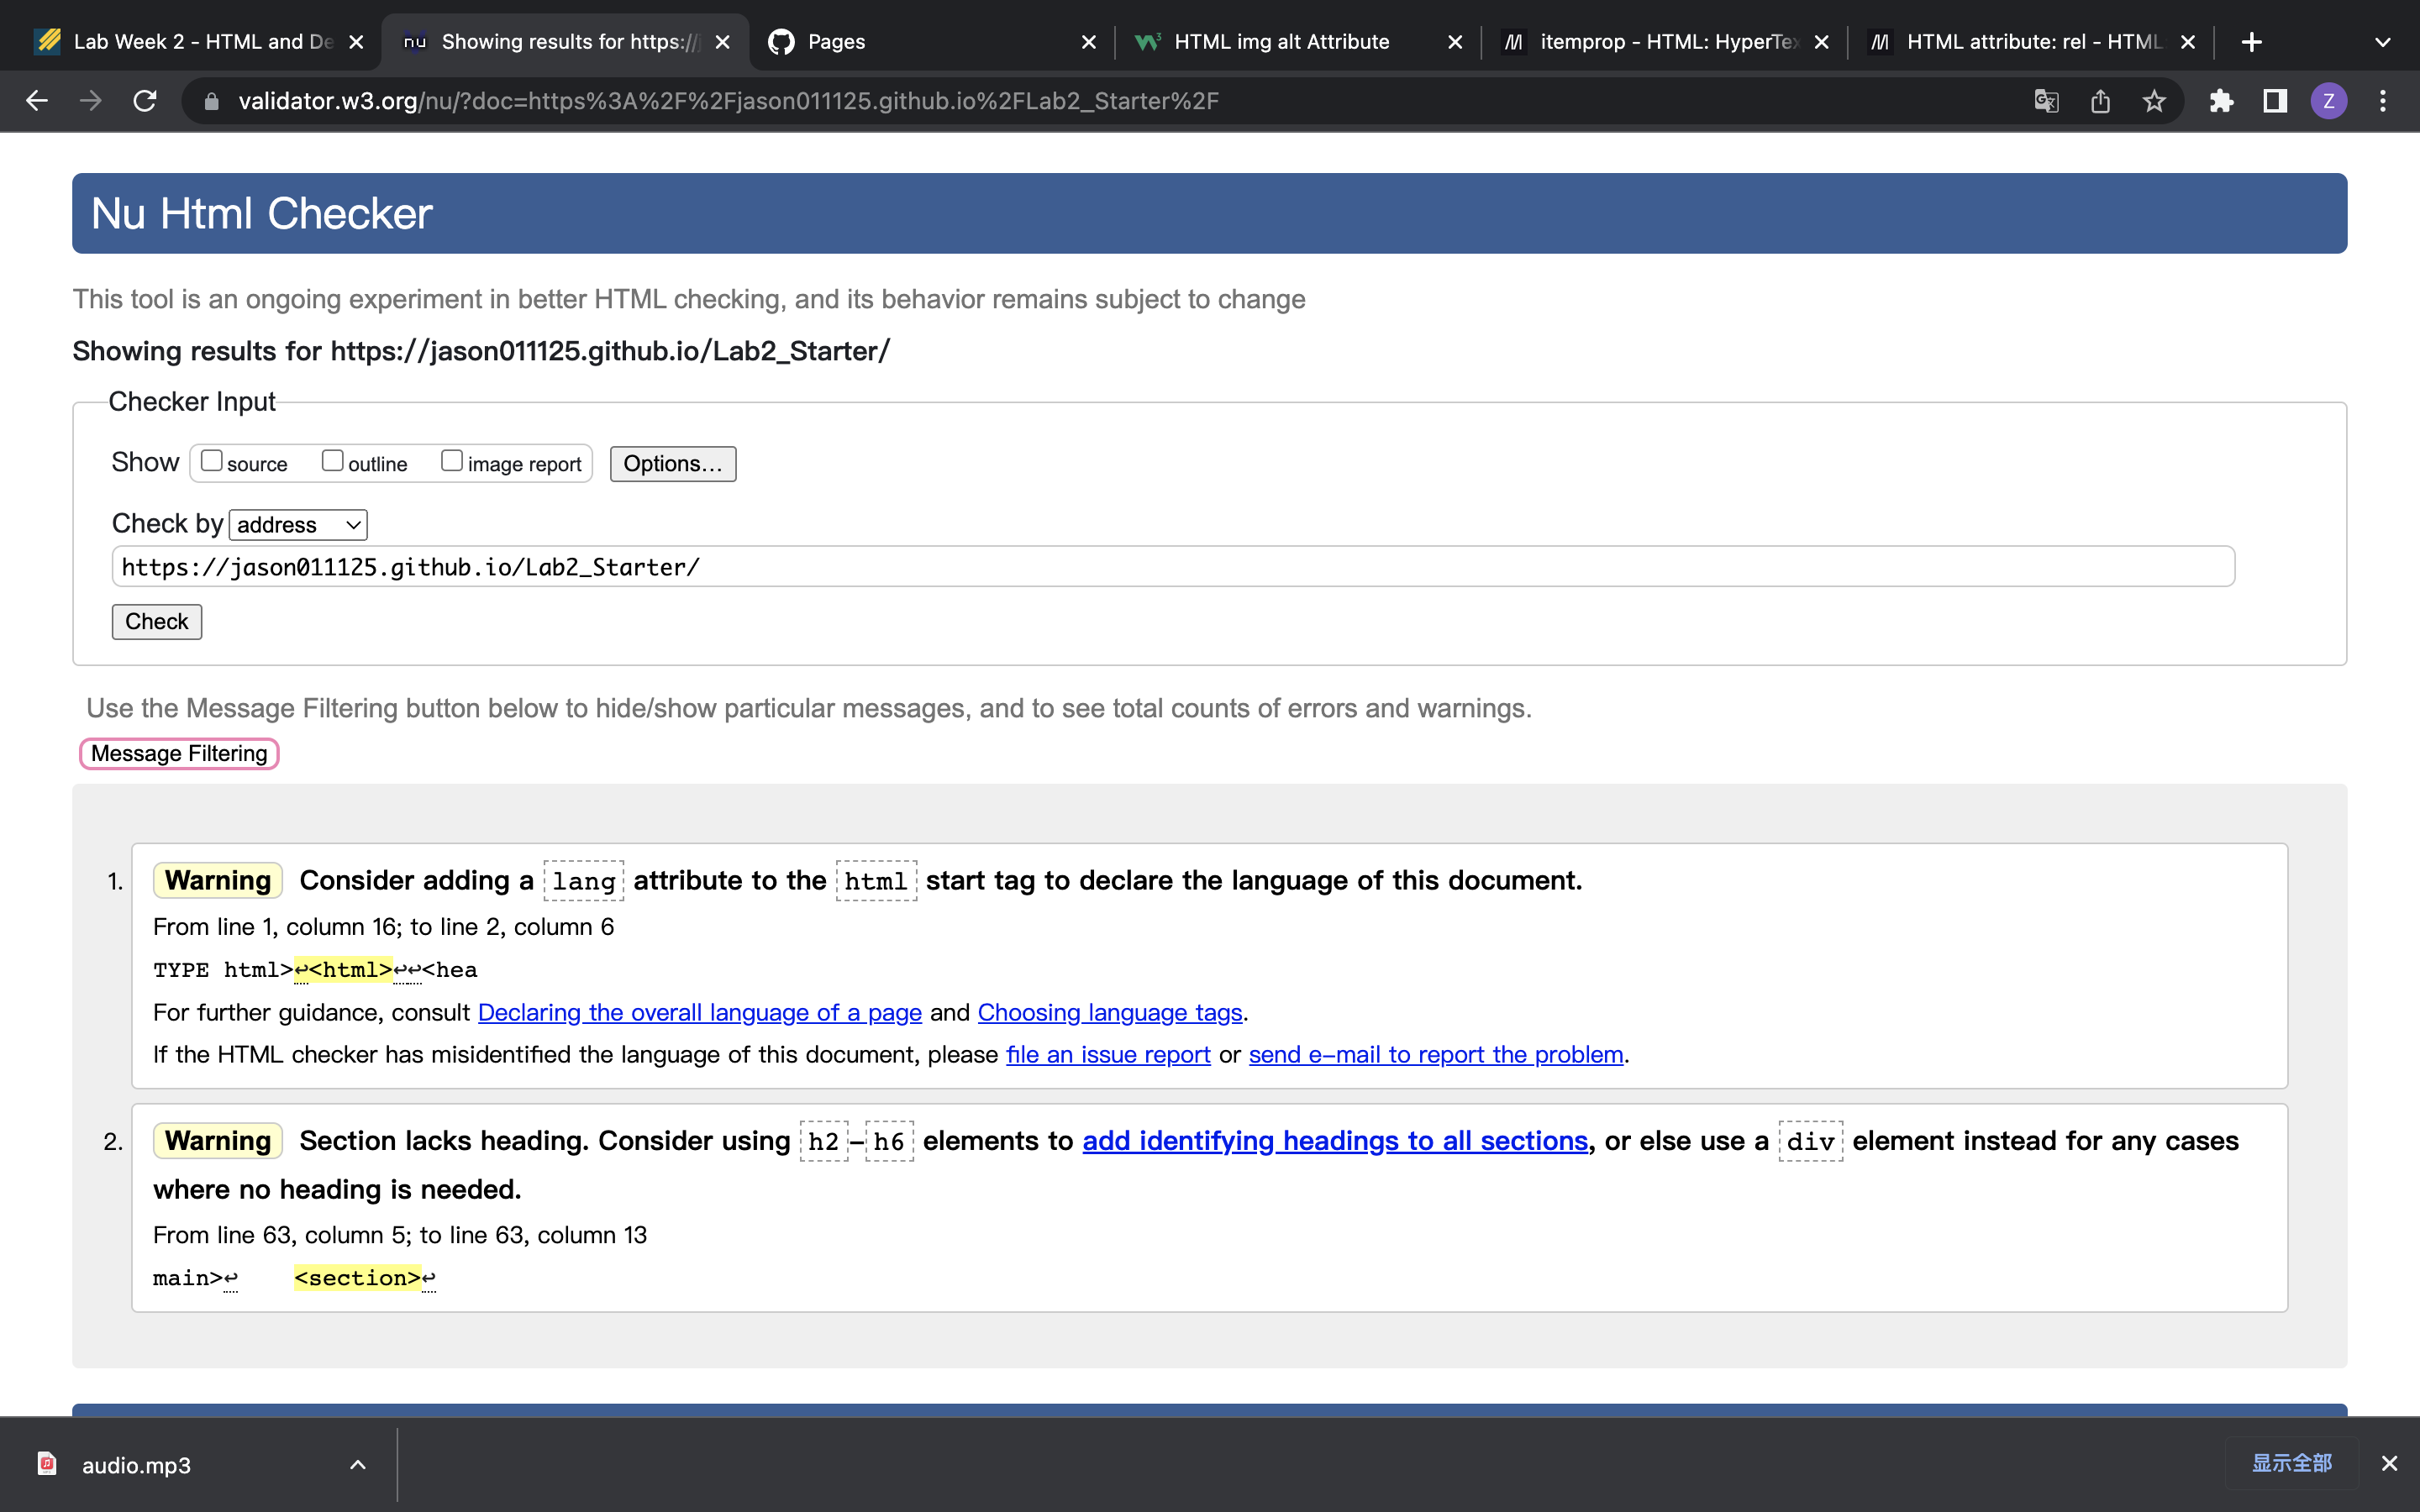 Lab Week 2 - HTML and De
Showing results for https://j
Pages
HTML img alt Attribute
itemprop - HTML: HyperTex
HTML attribute: rel - HTML
validator.w3.org/nu/?doc=https%3A%2F%2Fjason011125.github.io%2FLab2_Starter%2F
Z
Nu Html Checker
This tool is an ongoing experiment in better HTML checking, and its behavior remains subject to change
Showing results for https://jason011125.github.io/Lab2_Starter/
Checker Input
Show source outline image report Options...
Check by address
https://jason011125.github.io/Lab2_Starter/
Check
Use the Message Filtering button below to hide/show particular messages, and to see total counts of errors and warnings.
Message Filtering
1. Warning Consider adding a lang attribute to the html start tag to declare the language of this document.
From line 1, column 16; to line 2, column 6
TYPE html>↩<html>↩↩<hea
For further guidance, consult Declaring the overall language of a page and Choosing language tags.
If the HTML checker has misidentified the language of this document, please file an issue report or send e-mail to report the problem.
2. Warning Section lacks heading. Consider using h2-h6 elements to add identifying headings to all sections, or else use a div element instead for any cases
where no heading is needed.
From line 63, column 5; to line 63, column 13
main>↩    <section>↩
audio.mp3
显示全部